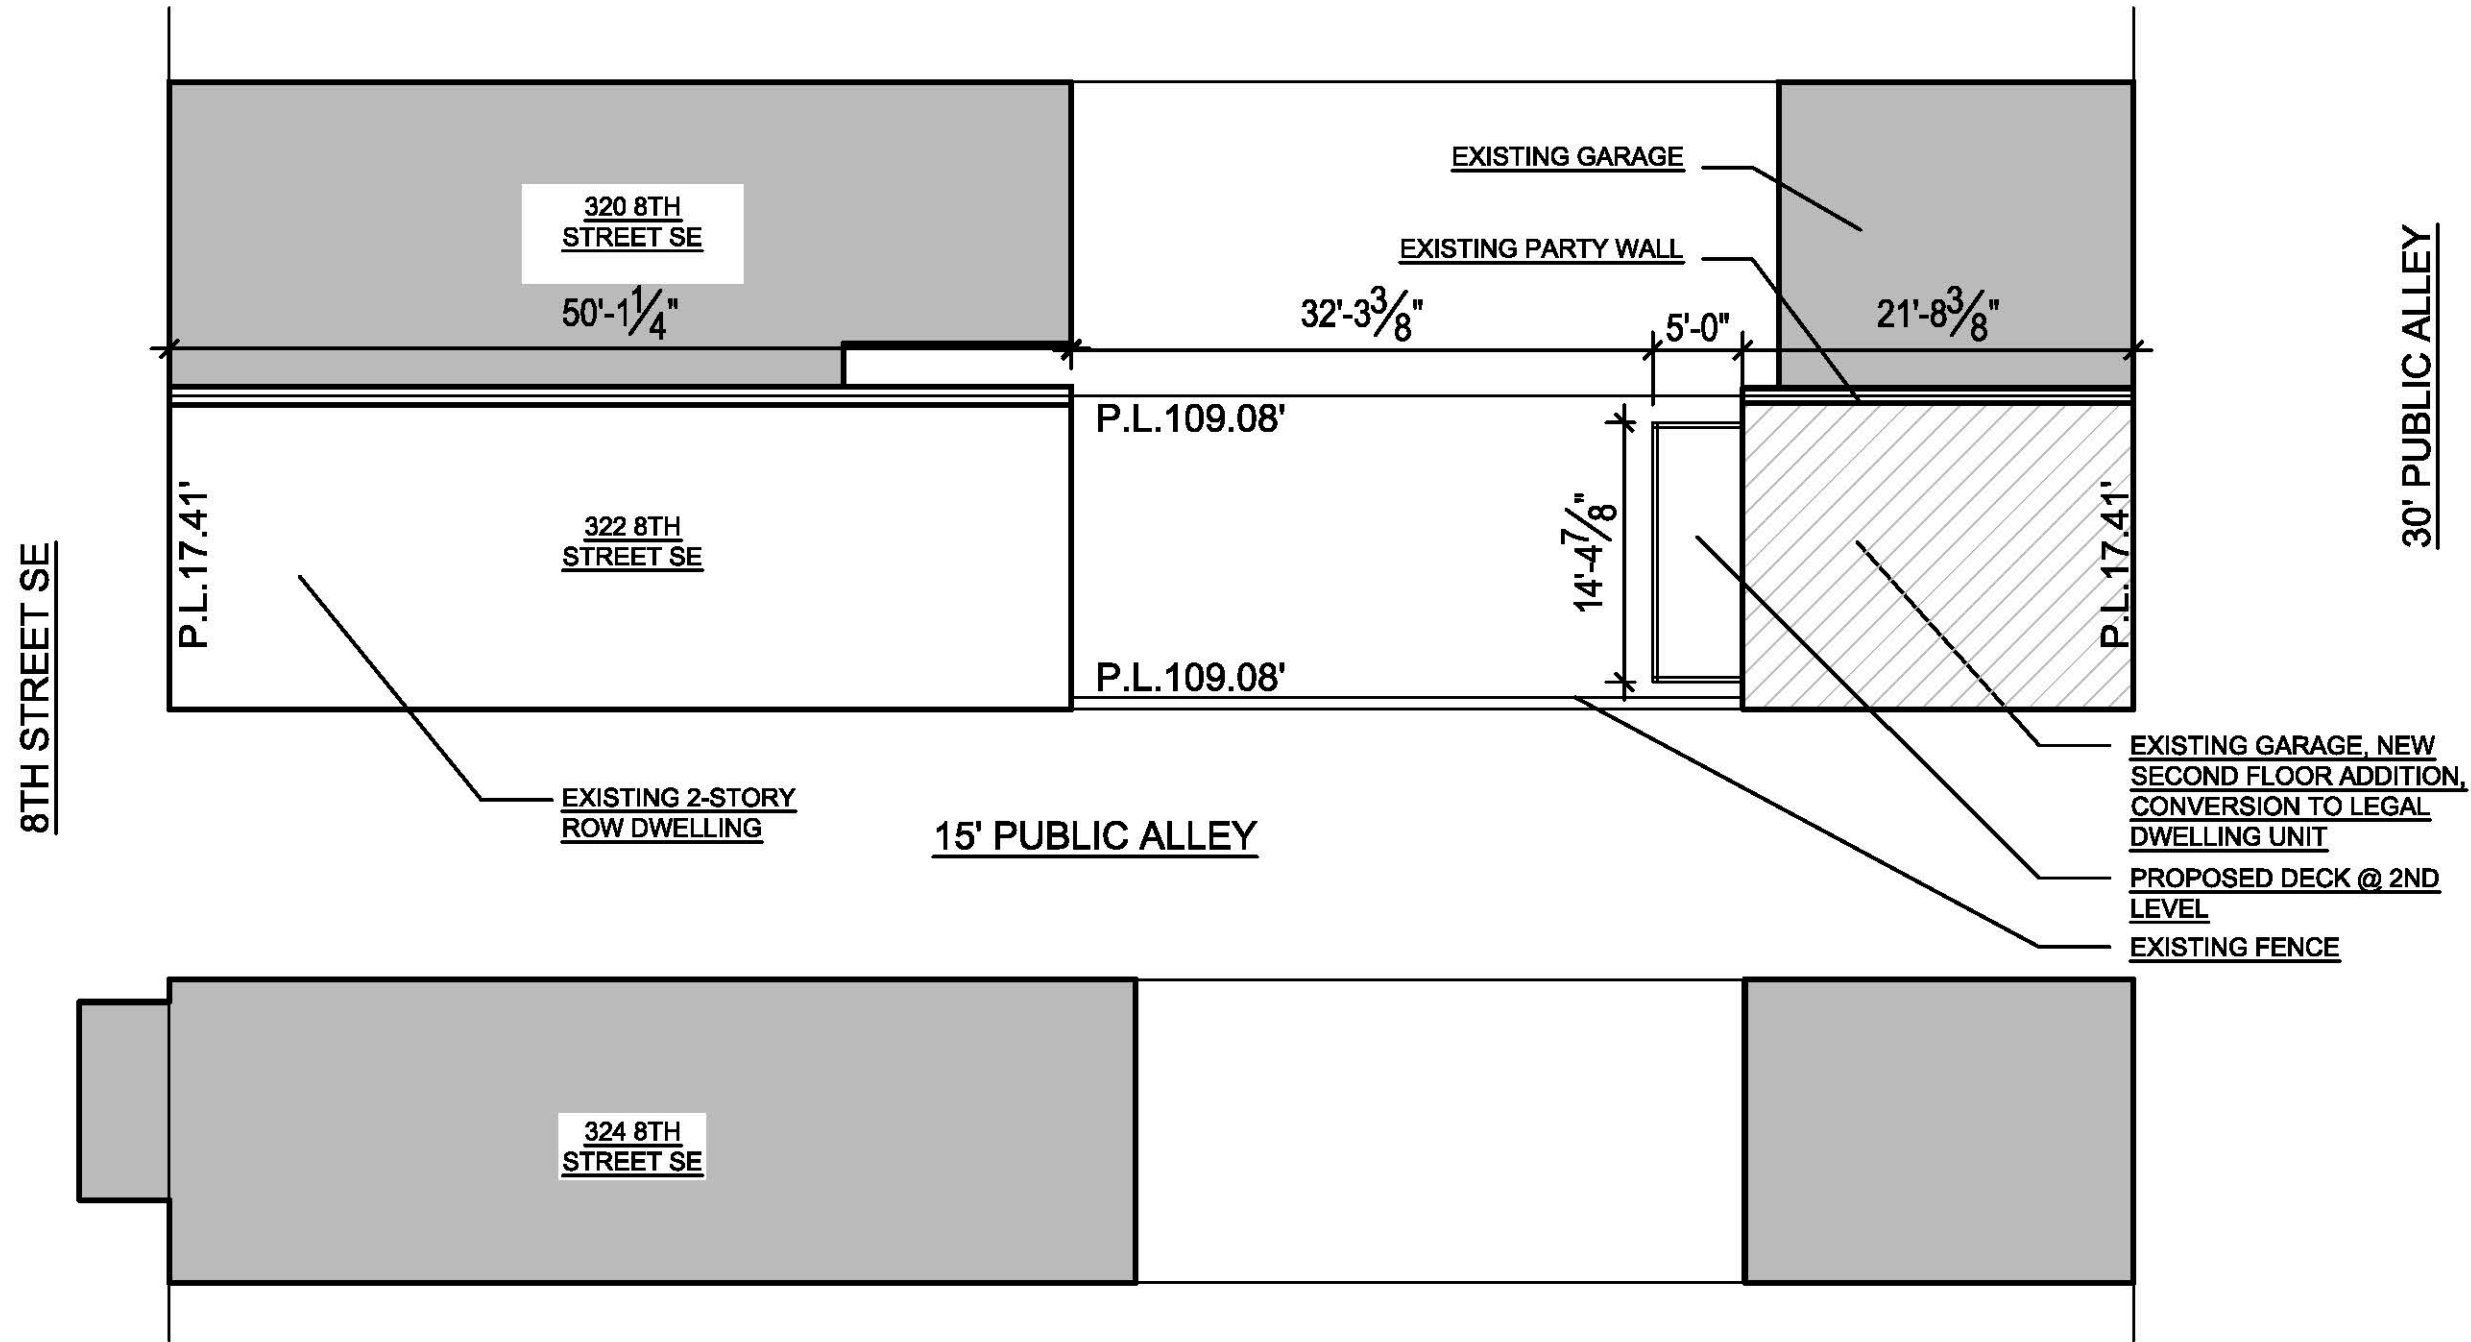 EXISTING GARAGE
320 8TH
STREET SE
EXISTING PARTY WALL
50'-1 1/4"
32'-3 3/8"
5'-0"
21'-8 3/8"
30' PUBLIC ALLEY
P.L.109.08'
P.L.17.41'
322 8TH
STREET SE
14'-4 7/8"
P.L.17.41'
8TH STREET SE
P.L.109.08'
EXISTING GARAGE, NEW
SECOND FLOOR ADDITION,
CONVERSION TO LEGAL
DWELLING UNIT
EXISTING 2-STORY
ROW DWELLING
15' PUBLIC ALLEY
PROPOSED DECK @ 2ND
LEVEL
EXISTING FENCE
324 8TH
STREET SE